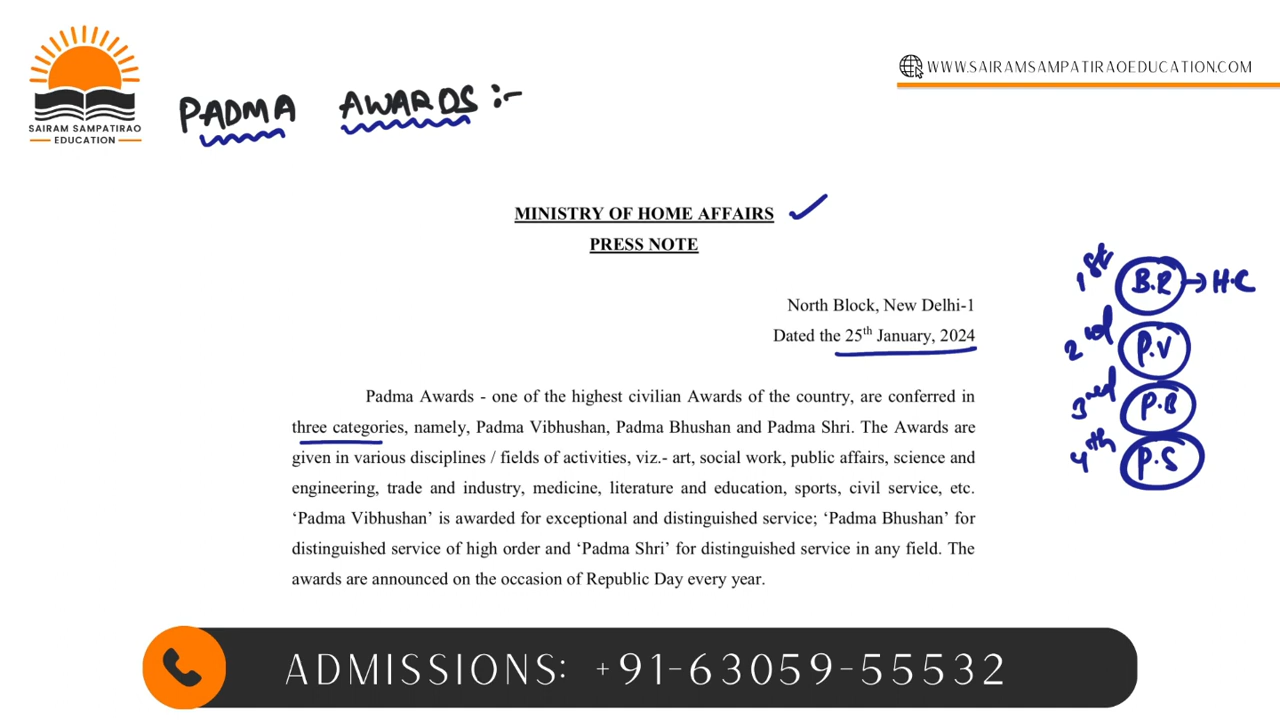 SAIRAM SAMPATIRAO
EDUCATION
WWW.SAIRAMSAMPATIRAOEDUCATION.COM
PADMA AWARDS :-
MINISTRY OF HOME AFFAIRS
PRESS NOTE
North Block, New Delhi-1
Dated the 25th January, 2024
Padma Awards - one of the highest civilian Awards of the country, are conferred in
three categories, namely, Padma Vibhushan, Padma Bhushan and Padma Shri. The Awards are
given in various disciplines / fields of activities, viz.- art, social work, public affairs, science and
engineering, trade and industry, medicine, literature and education, sports, civil service, etc.
‘Padma Vibhushan’ is awarded for exceptional and distinguished service; ‘Padma Bhushan’ for
distinguished service of high order and ‘Padma Shri’ for distinguished service in any field. The
awards are announced on the occasion of Republic Day every year.
1st B.R → H.C
2nd P.V
3rd P.B
4th P.S
ADMISSIONS: +91-63059-55532